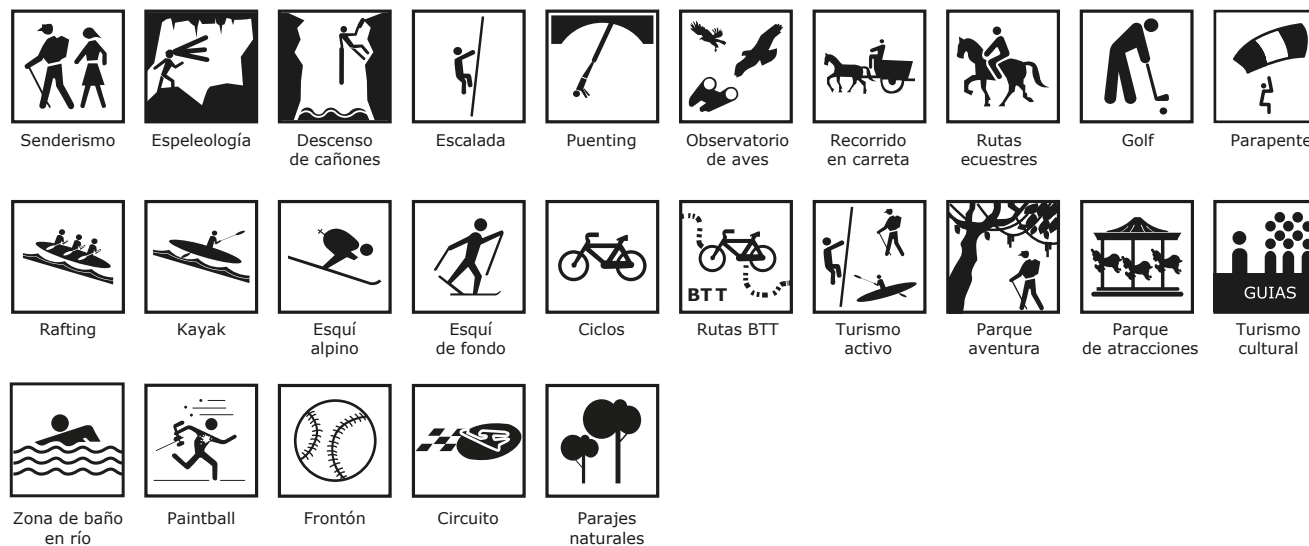 Senderismo
Espeleología
Descenso
de cañones
Escalada
Puenting
Observatorio
de aves
Recorrido
en carreta
Rutas
ecuestres
Golf
Parapente
BTT
GUIAS
Rafting
Kayak
Esquí
alpino
Esquí
de fondo
Ciclos
Rutas BTT
Turismo
activo
Parque
aventura
Parque
de atracciones
Turismo
cultural
Zona de baño
en río
Paintball
Frontón
Circuito
Parajes
naturales